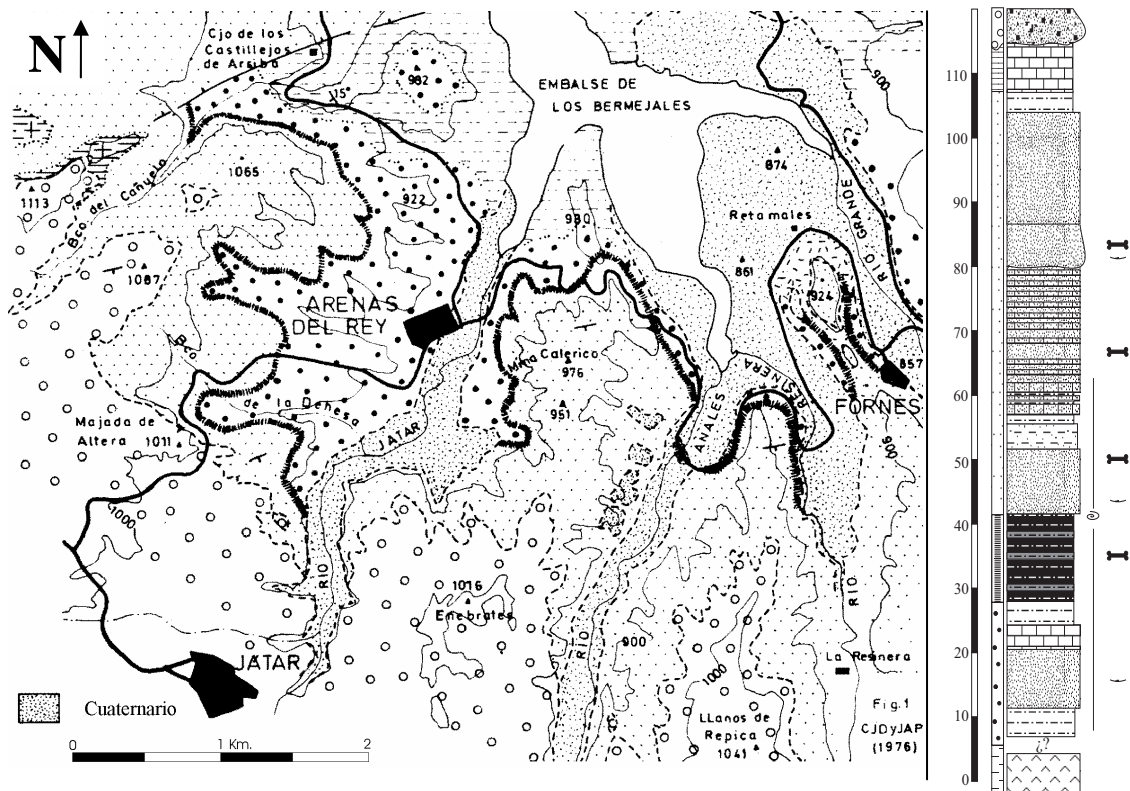 N
Cjo de los
Castillejos
de Arriba
982
15°
EMBALSE DE
LOS BERMEJALES
900
1113
Bco del Cañuelo
1065
922
930
874
Retamales
RIO GRANDE
861
1087
ARENAS
DEL REY
924
857
FORNES
Mina Calerico
976
951
Bco
de la Dehesa
Majada de
Altera 1011
JATAR
ANALES
RESINERA
900
1000
RIO
1016
Enebrales
RIO
900
RIO
JATAR
La Resinera
1000
LLanos de
Repica
1041
Fig.1
CJDyJAP
(1976)
Cuaternario
0 1 Km. 2
110
100
90
80
70
60
50
40
30
20
10
0
¿?